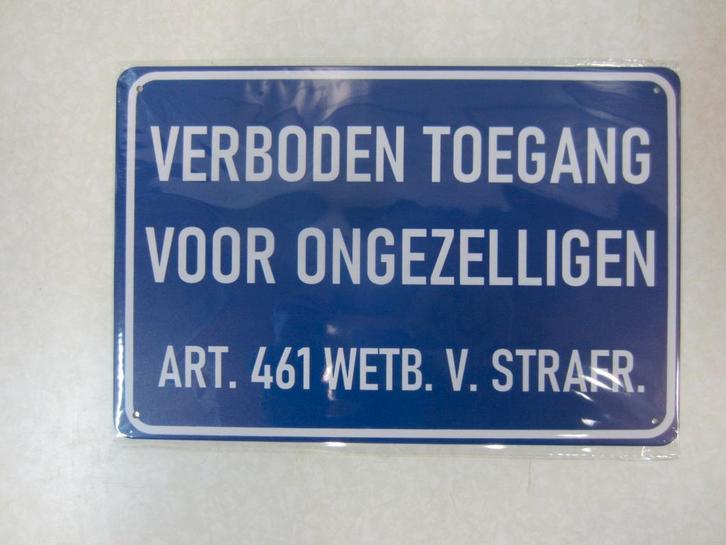 VERBODEN TOEGANG
VOOR ONGEZELLIGEN
ART. 461 WETB. V. STRAFR.